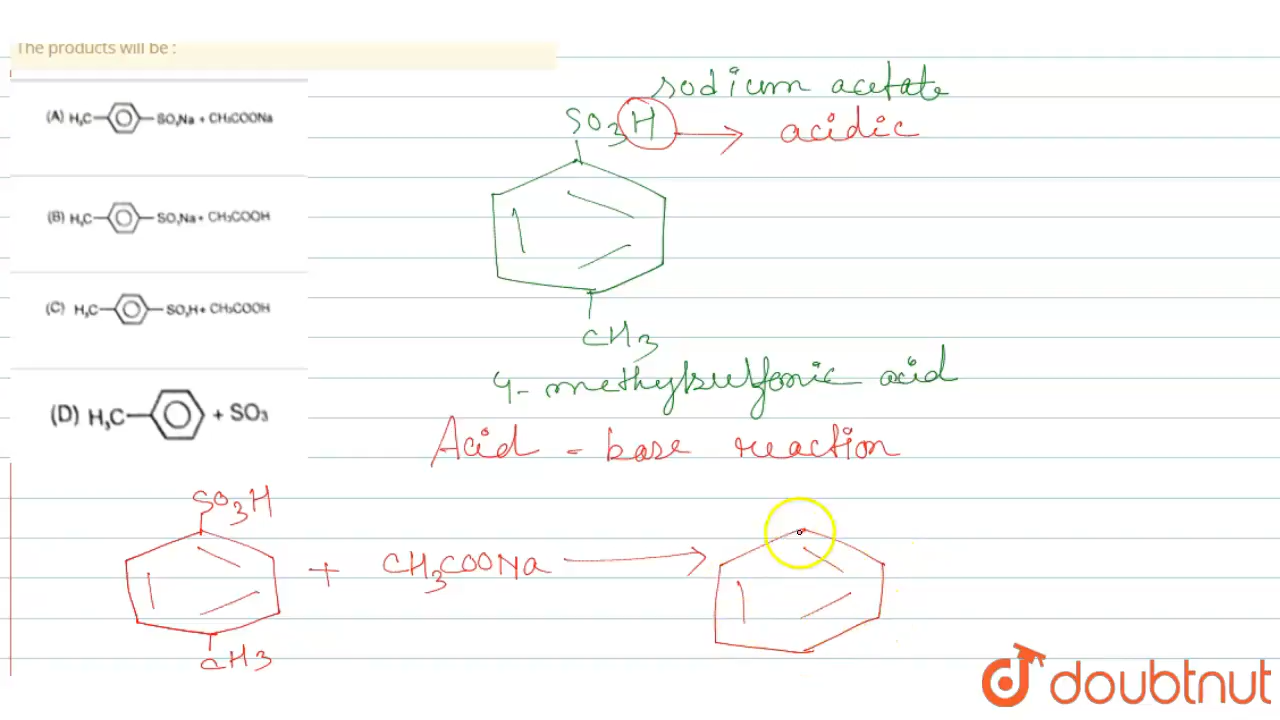 The products will be :
(A) H₃C SO₃Na + CH₃COONa
(B) H₃C SO₃Na + CH₃COOH
(C) H₃C SO₃H + CH₃COOH
(D) H₃C + SO₃
sodium acetate
SO₃H acidic
CH₃
4-methylsulfonic acid
Acid - base reaction
SO₃H
+ CH₃COONa
CH₃
doubtnut